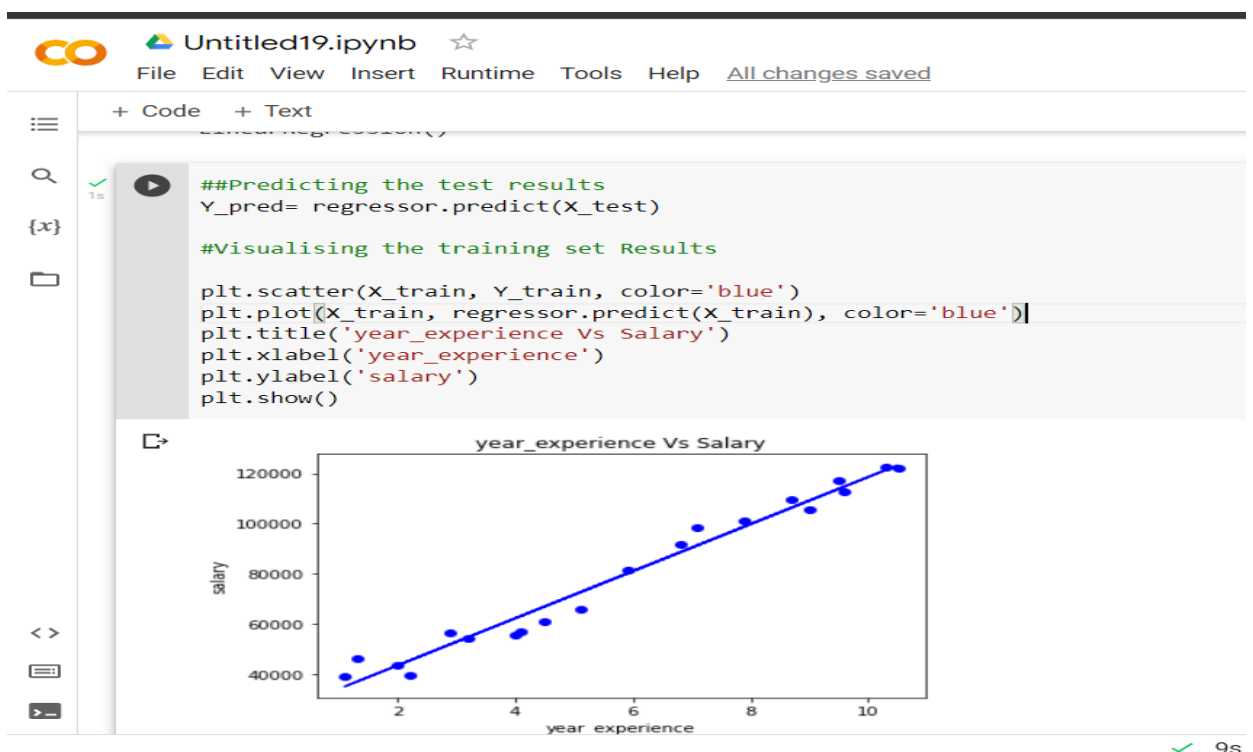 Untitled19.ipynb
File Edit View Insert Runtime Tools Help All changes saved
+ Code + Text
LinearRegression()
1s
##Predicting the test results
Y_pred= regressor.predict(X_test)
{x}
#Visualising the training set Results
plt.scatter(X_train, Y_train, color='blue')
plt.plot(X_train, regressor.predict(X_train), color='blue')
plt.title('year_experience Vs Salary')
plt.xlabel('year_experience')
plt.ylabel('salary')
plt.show()
year_experience Vs Salary
120000
100000
80000
60000
40000
salary
2 4 6 8 10
year experience
9s